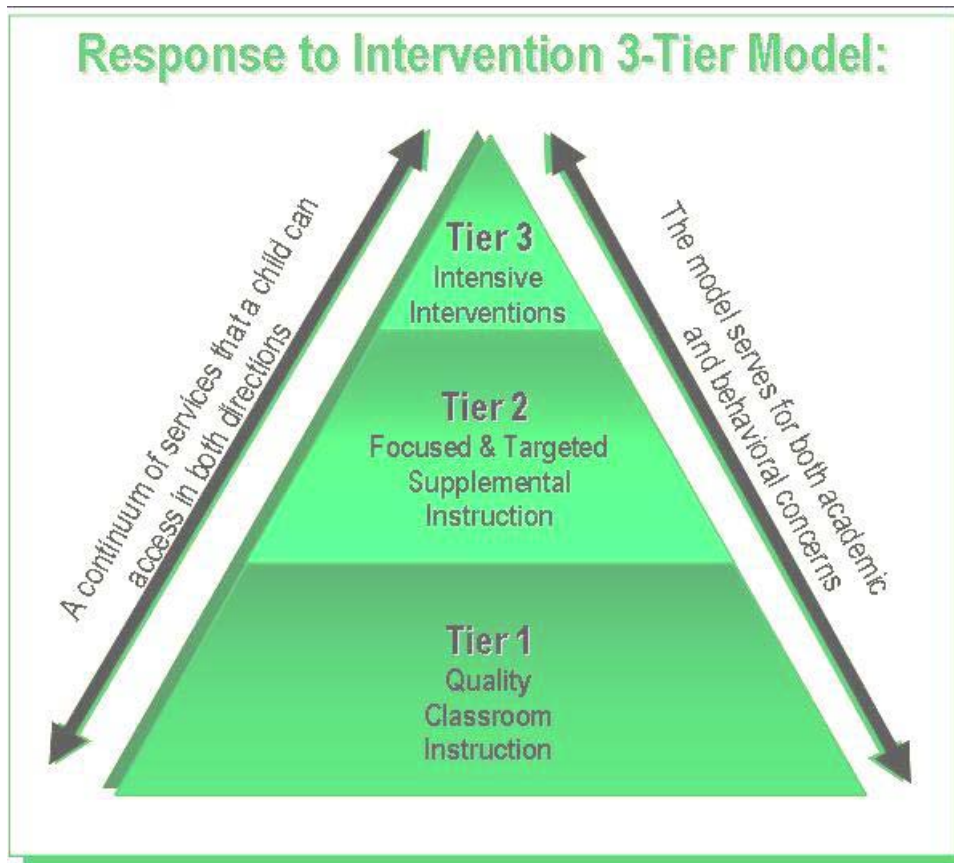 Response to Intervention 3-Tier Model:
A continuum of services that a child can
access in both directions
Tier 3
Intensive
Interventions
Tier 2
Focused & Targeted
Supplemental
Instruction
Tier 1
Quality
Classroom
Instruction
The model serves for both academic
and behavioral concerns